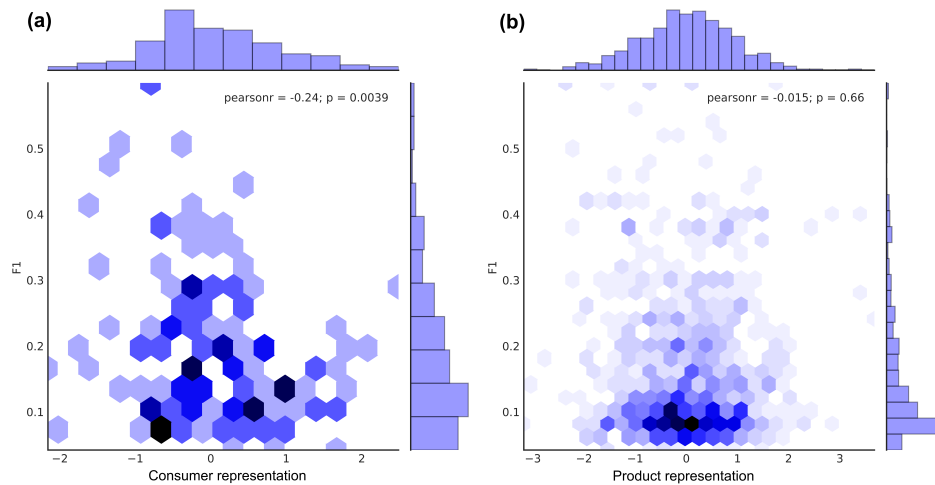 (a)
pearsonr = -0.24; p = 0.0039
F1
0.5
0.4
0.3
0.2
0.1
-2 -1 0 1 2
Consumer representation
(b)
pearsonr = -0.015; p = 0.66
F1
0.5
0.4
0.3
0.2
0.1
-3 -2 -1 0 1 2 3
Product representation